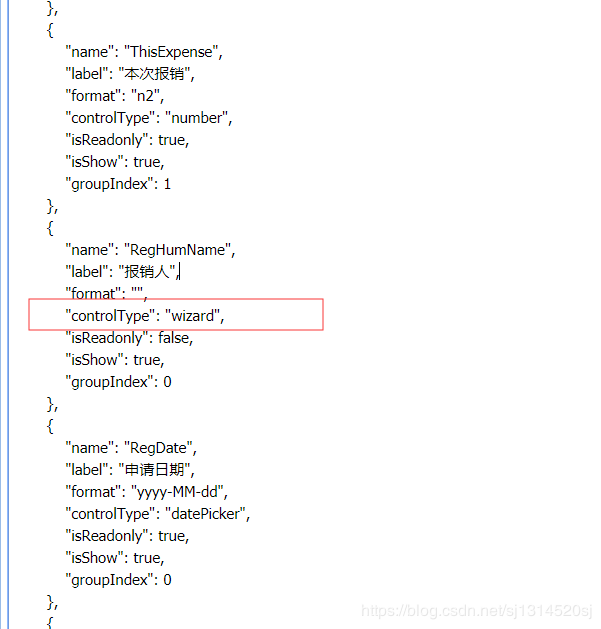 },
{
"name": "ThisExpense",
"label": "本次报销",
"format": "n2",
"controlType": "number",
"isReadonly": true,
"isShow": true,
"groupIndex": 1
},
{
"name": "RegHumName",
"label": "报销人",
"format": "",
"controlType": "wizard",
"isReadonly": false,
"isShow": true,
"groupIndex": 0
},
{
"name": "RegDate",
"label": "申请日期",
"format": "yyyy-MM-dd",
"controlType": "datePicker",
"isReadonly": true,
"isShow": true,
"groupIndex": 0
},
{
https://blog.csdn.net/sj1314520sj